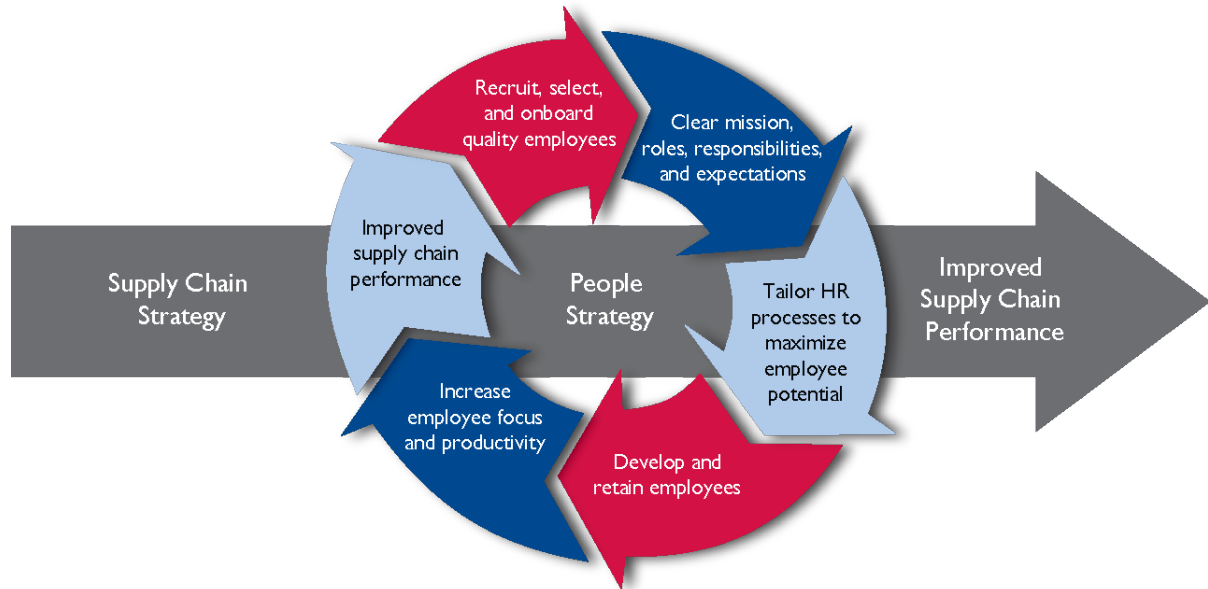 Recruit, select,
and onboard
quality employees
Clear mission,
roles, responsibilities,
and expectations
Improved
supply chain
performance
Supply Chain
Strategy
People
Strategy
Tailor HR
processes to
maximize
employee
potential
Improved
Supply Chain
Performance
Increase
employee focus
and productivity
Develop and
retain employees